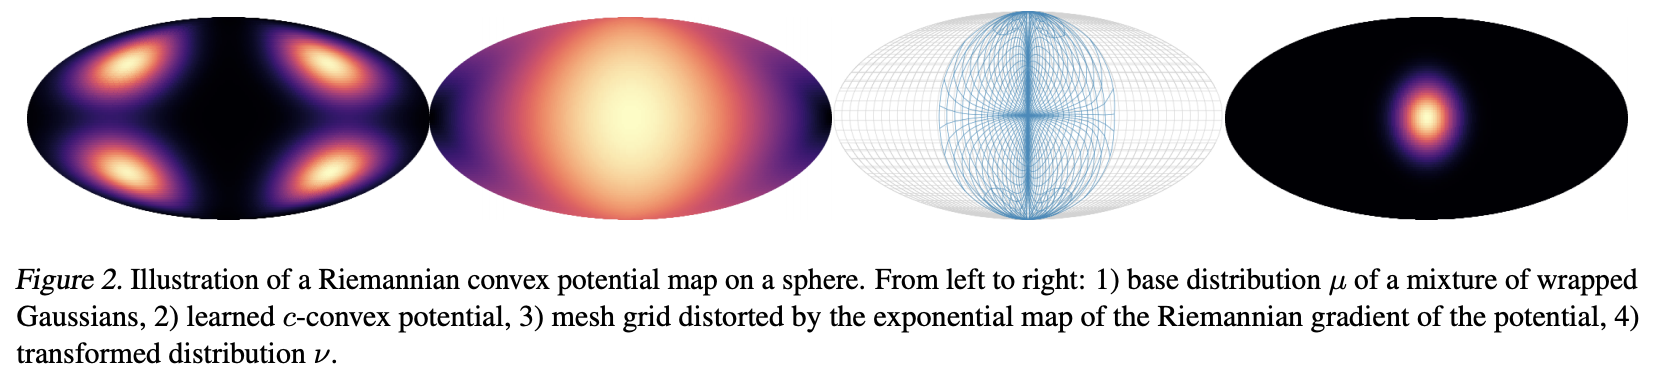 Figure 2. Illustration of a Riemannian convex potential map on a sphere. From left to right: 1) base distribution μ of a mixture of wrapped
Gaussians, 2) learned c-convex potential, 3) mesh grid distorted by the exponential map of the Riemannian gradient of the potential, 4)
transformed distribution ν.